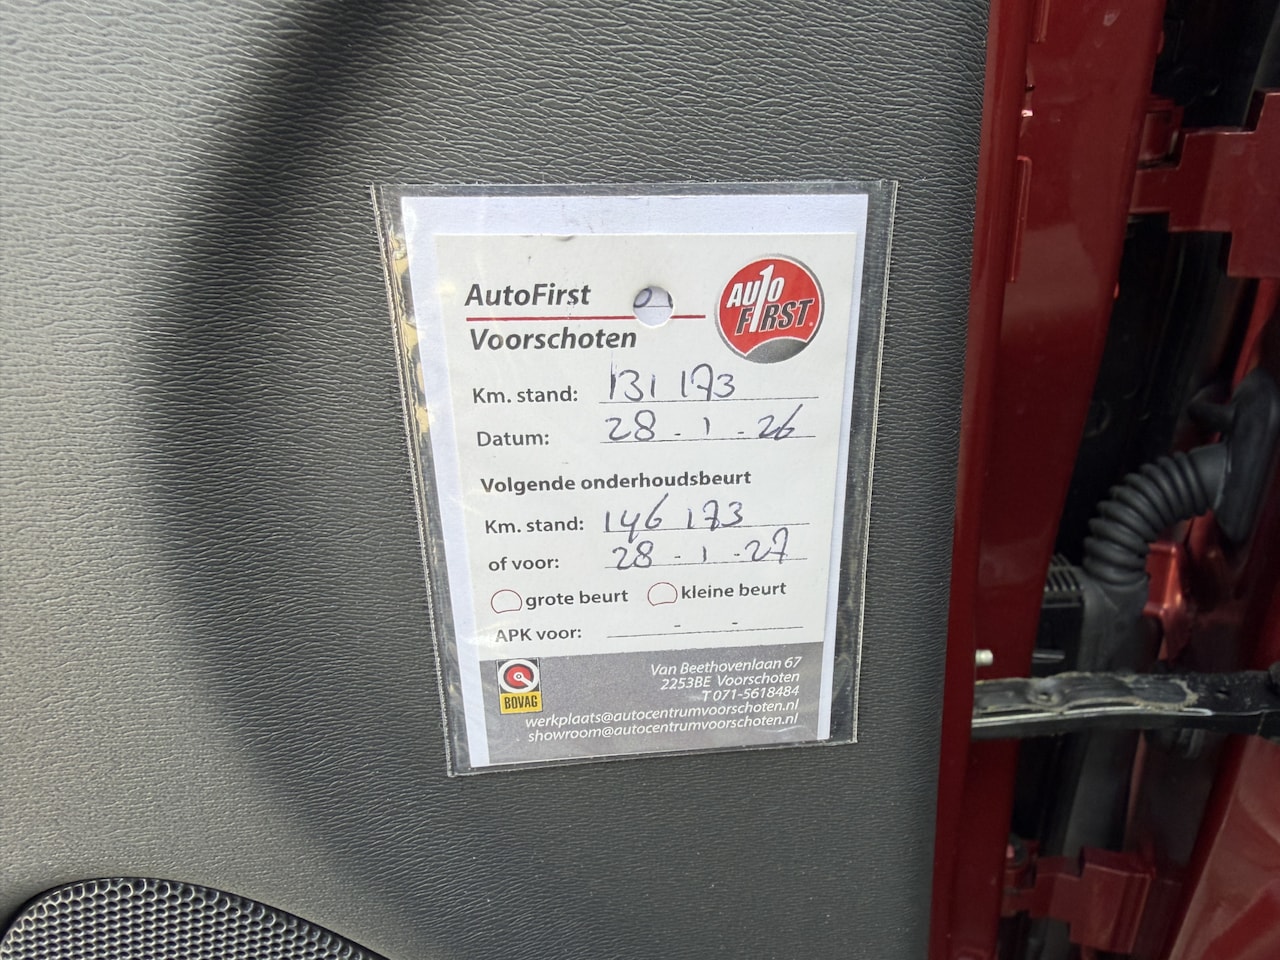 AutoFirst
Voorschoten
AUTO
FIRST
Km. stand: 131 173
Datum: 28 - 1 - 26
Volgende onderhoudsbeurt
Km. stand: 146 173
of voor: 28 - 1 - 27
grote beurt kleine beurt
APK voor: - -
BOVAG
Van Beethovenlaan 67
2253BE Voorschoten
T 071-5618484
werkplaats@autocentrumvoorschoten.nl
showroom@autocentrumvoorschoten.nl